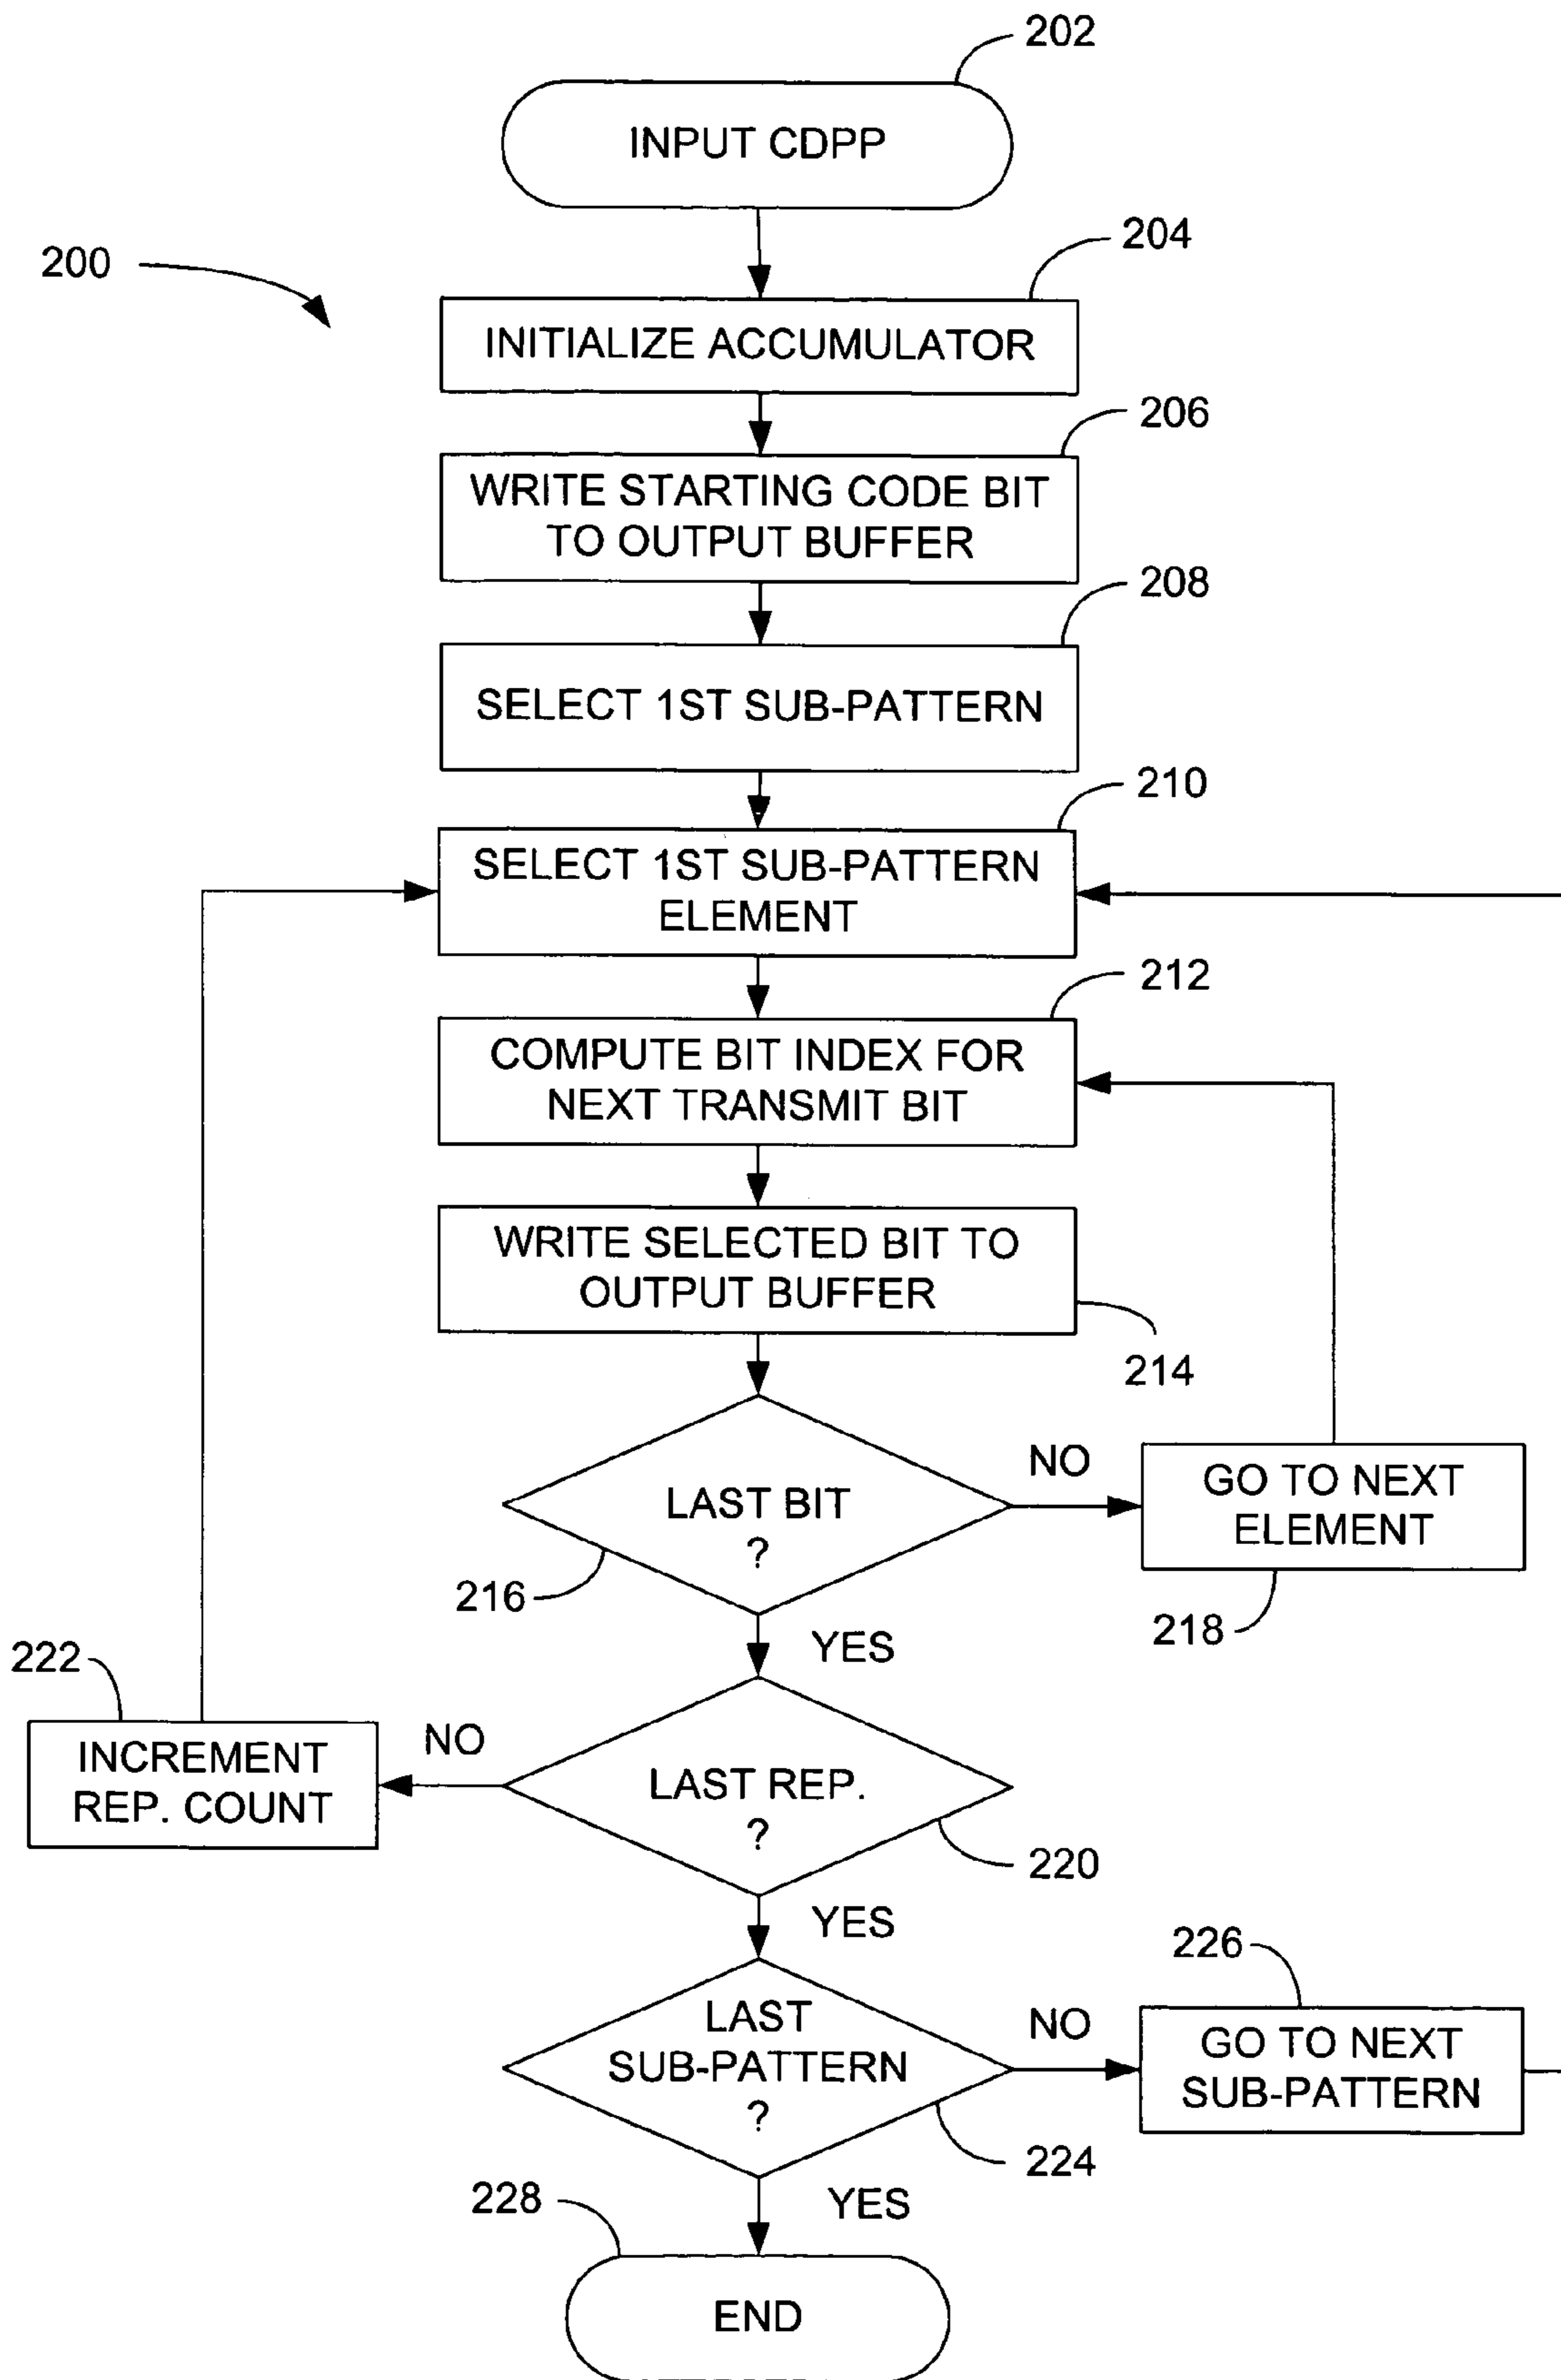 202
INPUT CDPP
200
204
INITIALIZE ACCUMULATOR
206
WRITE STARTING CODE BIT
TO OUTPUT BUFFER
208
SELECT 1ST SUB-PATTERN
210
SELECT 1ST SUB-PATTERN
ELEMENT
212
COMPUTE BIT INDEX FOR
NEXT TRANSMIT BIT
WRITE SELECTED BIT TO
OUTPUT BUFFER
214
LAST BIT
?
216
NO
GO TO NEXT
ELEMENT
218
YES
222
INCREMENT
REP. COUNT
NO
LAST REP.
?
220
YES
226
LAST
SUB-PATTERN
?
NO
GO TO NEXT
SUB-PATTERN
224
228
YES
END